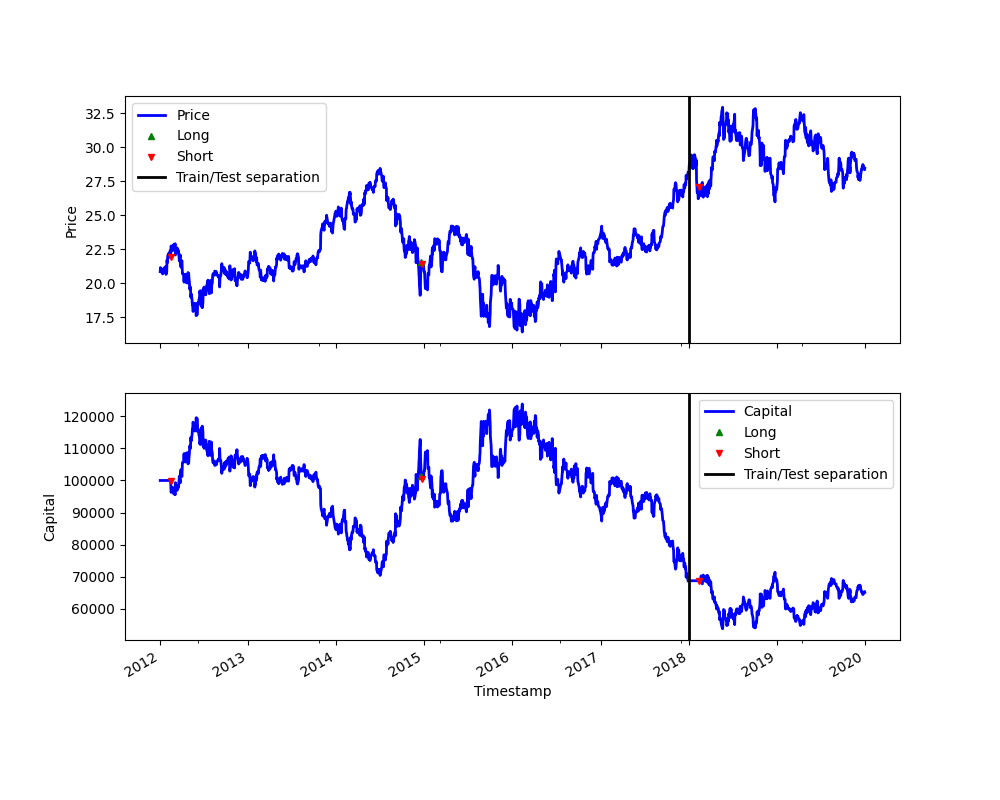 32.5
30.0
27.5
25.0
22.5
20.0
17.5
Price
Price
Long
Short
Train/Test separation
120000
110000
100000
90000
80000
70000
60000
Capital
Capital
Long
Short
Train/Test separation
2012
2013
2014
2015
2016
2017
2018
2019
2020
Timestamp